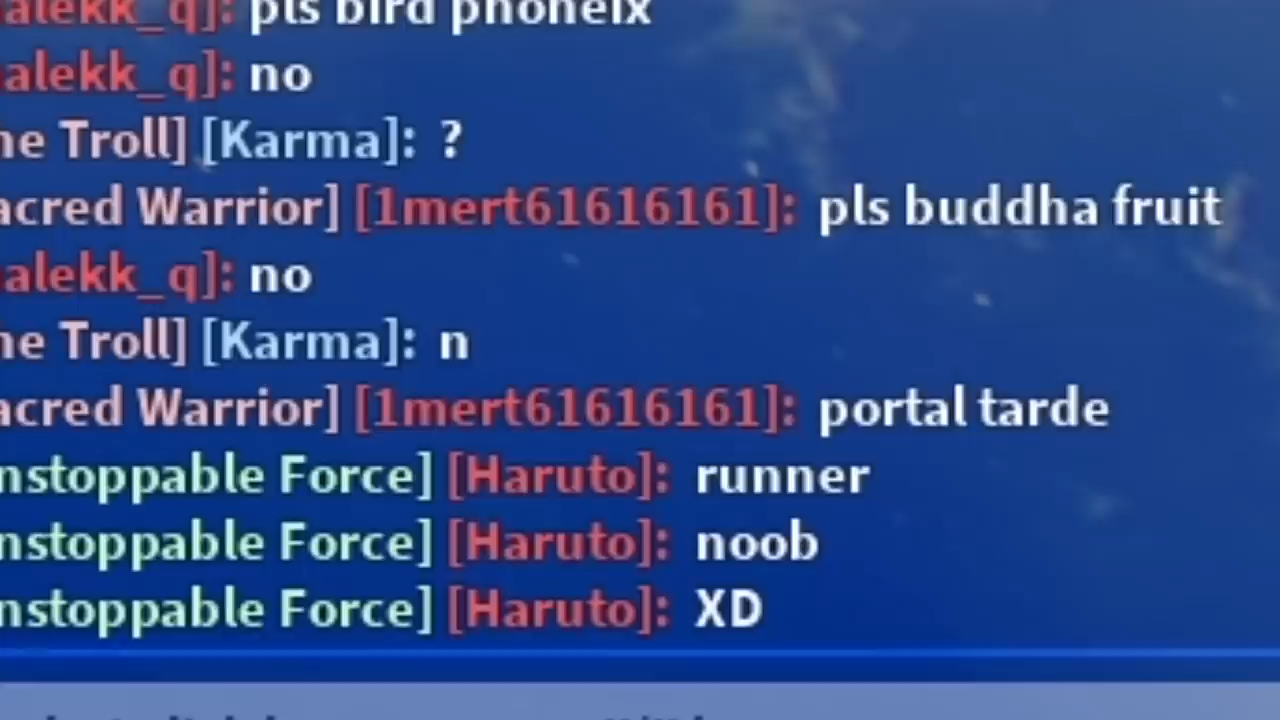 alekk_q]: pls bird phoneix
alekk_q]: no
he Troll] [Karma]: ?
acred Warrior] [1mert61616161]: pls buddha fruit
alekk_q]: no
he Troll] [Karma]: n
acred Warrior] [1mert61616161]: portal tarde
nstoppable Force] [Haruto]: runner
nstoppable Force] [Haruto]: noob
nstoppable Force] [Haruto]: XD